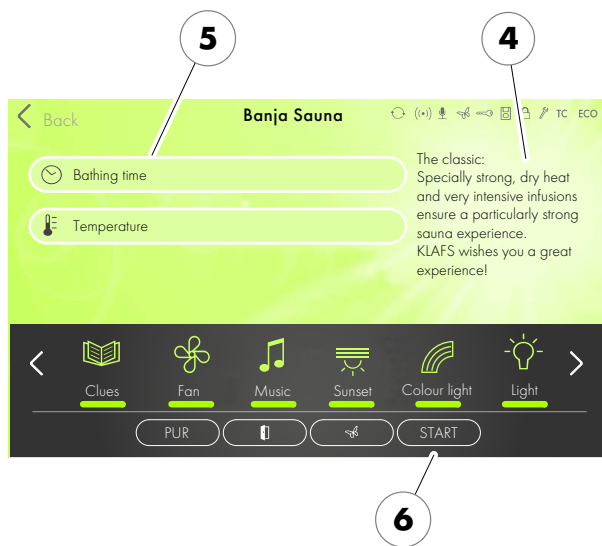 5
4
Back
Banja Sauna
TC
ECO
Bathing time
Temperature
The classic:
Specially strong, dry heat
and very intensive infusions
ensure a particularly strong
sauna experience.
KLAFS wishes you a great
experience!
Clues
Fan
Music
Sunset
Colour light
Light
PUR
START
6